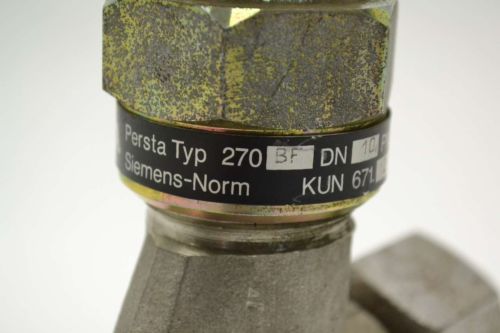 Persta Typ 270 BF DN 10 P
Siemens-Norm KUN 671.